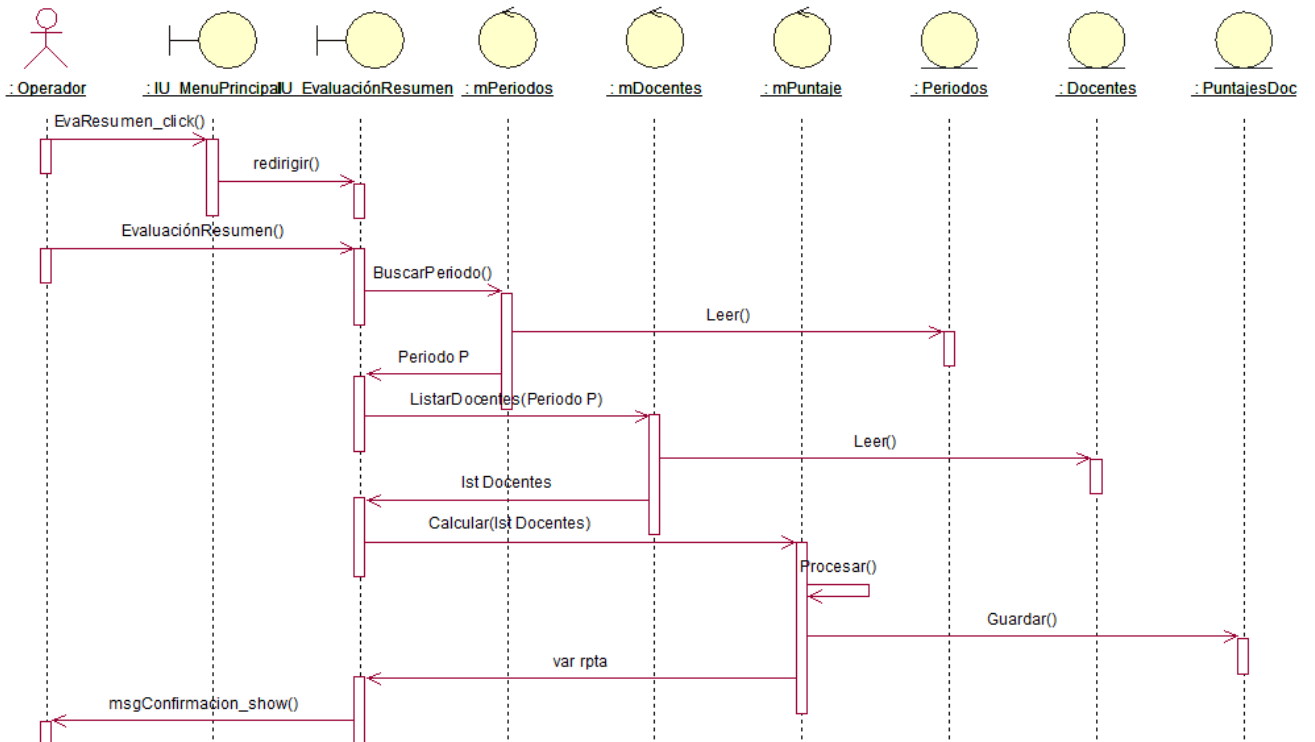 : Operador
: IU_MenuPrincipal
IU_EvaluaciónResumen
: mPeriodos
: mDocentes
: mPuntaje
: Periodos
: Docentes
: PuntajesDoc
EvaResumen_click()
redirigir()
EvaluaciónResumen()
BuscarPeriodo()
Leer()
Periodo P
ListarDocentes(Periodo P)
Leer()
lst Docentes
Calcular(lst Docentes)
Procesar()
Guardar()
var rpta
msgConfirmacion_show()